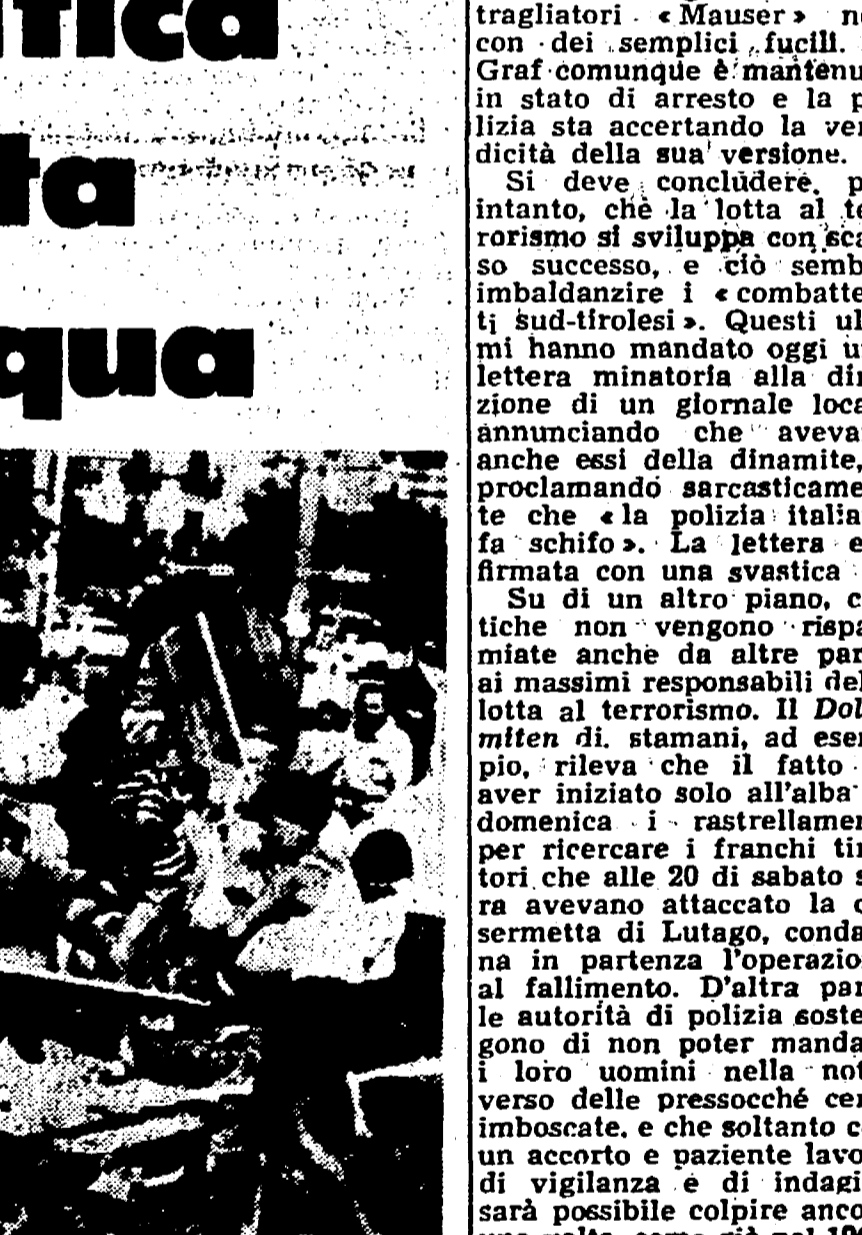 tica
ta
qua
tragliatori « Mauser » n
con dei semplici fucili.
Graf comunque è mantenu
in stato di arresto e la p
lizia sta accertando la ver
dicità della sua versione.
Si deve concludere, p
intanto, che la lotta al te
rorismo si sviluppa con sca
so successo, e ciò semb
imbaldanzire i « combatte
ti sud-tirolesi ». Questi ul
mi hanno mandato oggi u
lettera minatoria alla dir
zione di un giornale loca
annunciando che aveva
anche essi della dinamite,
proclamando sarcasticame
te che « la polizia italia
fa schifo ». La lettera e
firmata con una svastica
Su di un altro piano, c
tiche non vengono rispa
miate anche da altre par
ai massimi responsabili del
lotta al terrorismo. Il Dol
miten di stamani, ad esem
pio, rileva che il fatto
aver iniziato solo all'alba
domenica i rastrellamen
per ricercare i franchi tir
tori che alle 20 di sabato s
ra avevano attaccato la c
sermetta di Lutago, conda
na in partenza l'operazio
al fallimento. D'altra par
le autorità di polizia soste
gono di non poter manda
i loro uomini nella not
verso delle pressocché cer
imboscate, e che soltanto c
un accorto e paziente lavo
di vigilanza e di indagi
sarà possibile colpire anco